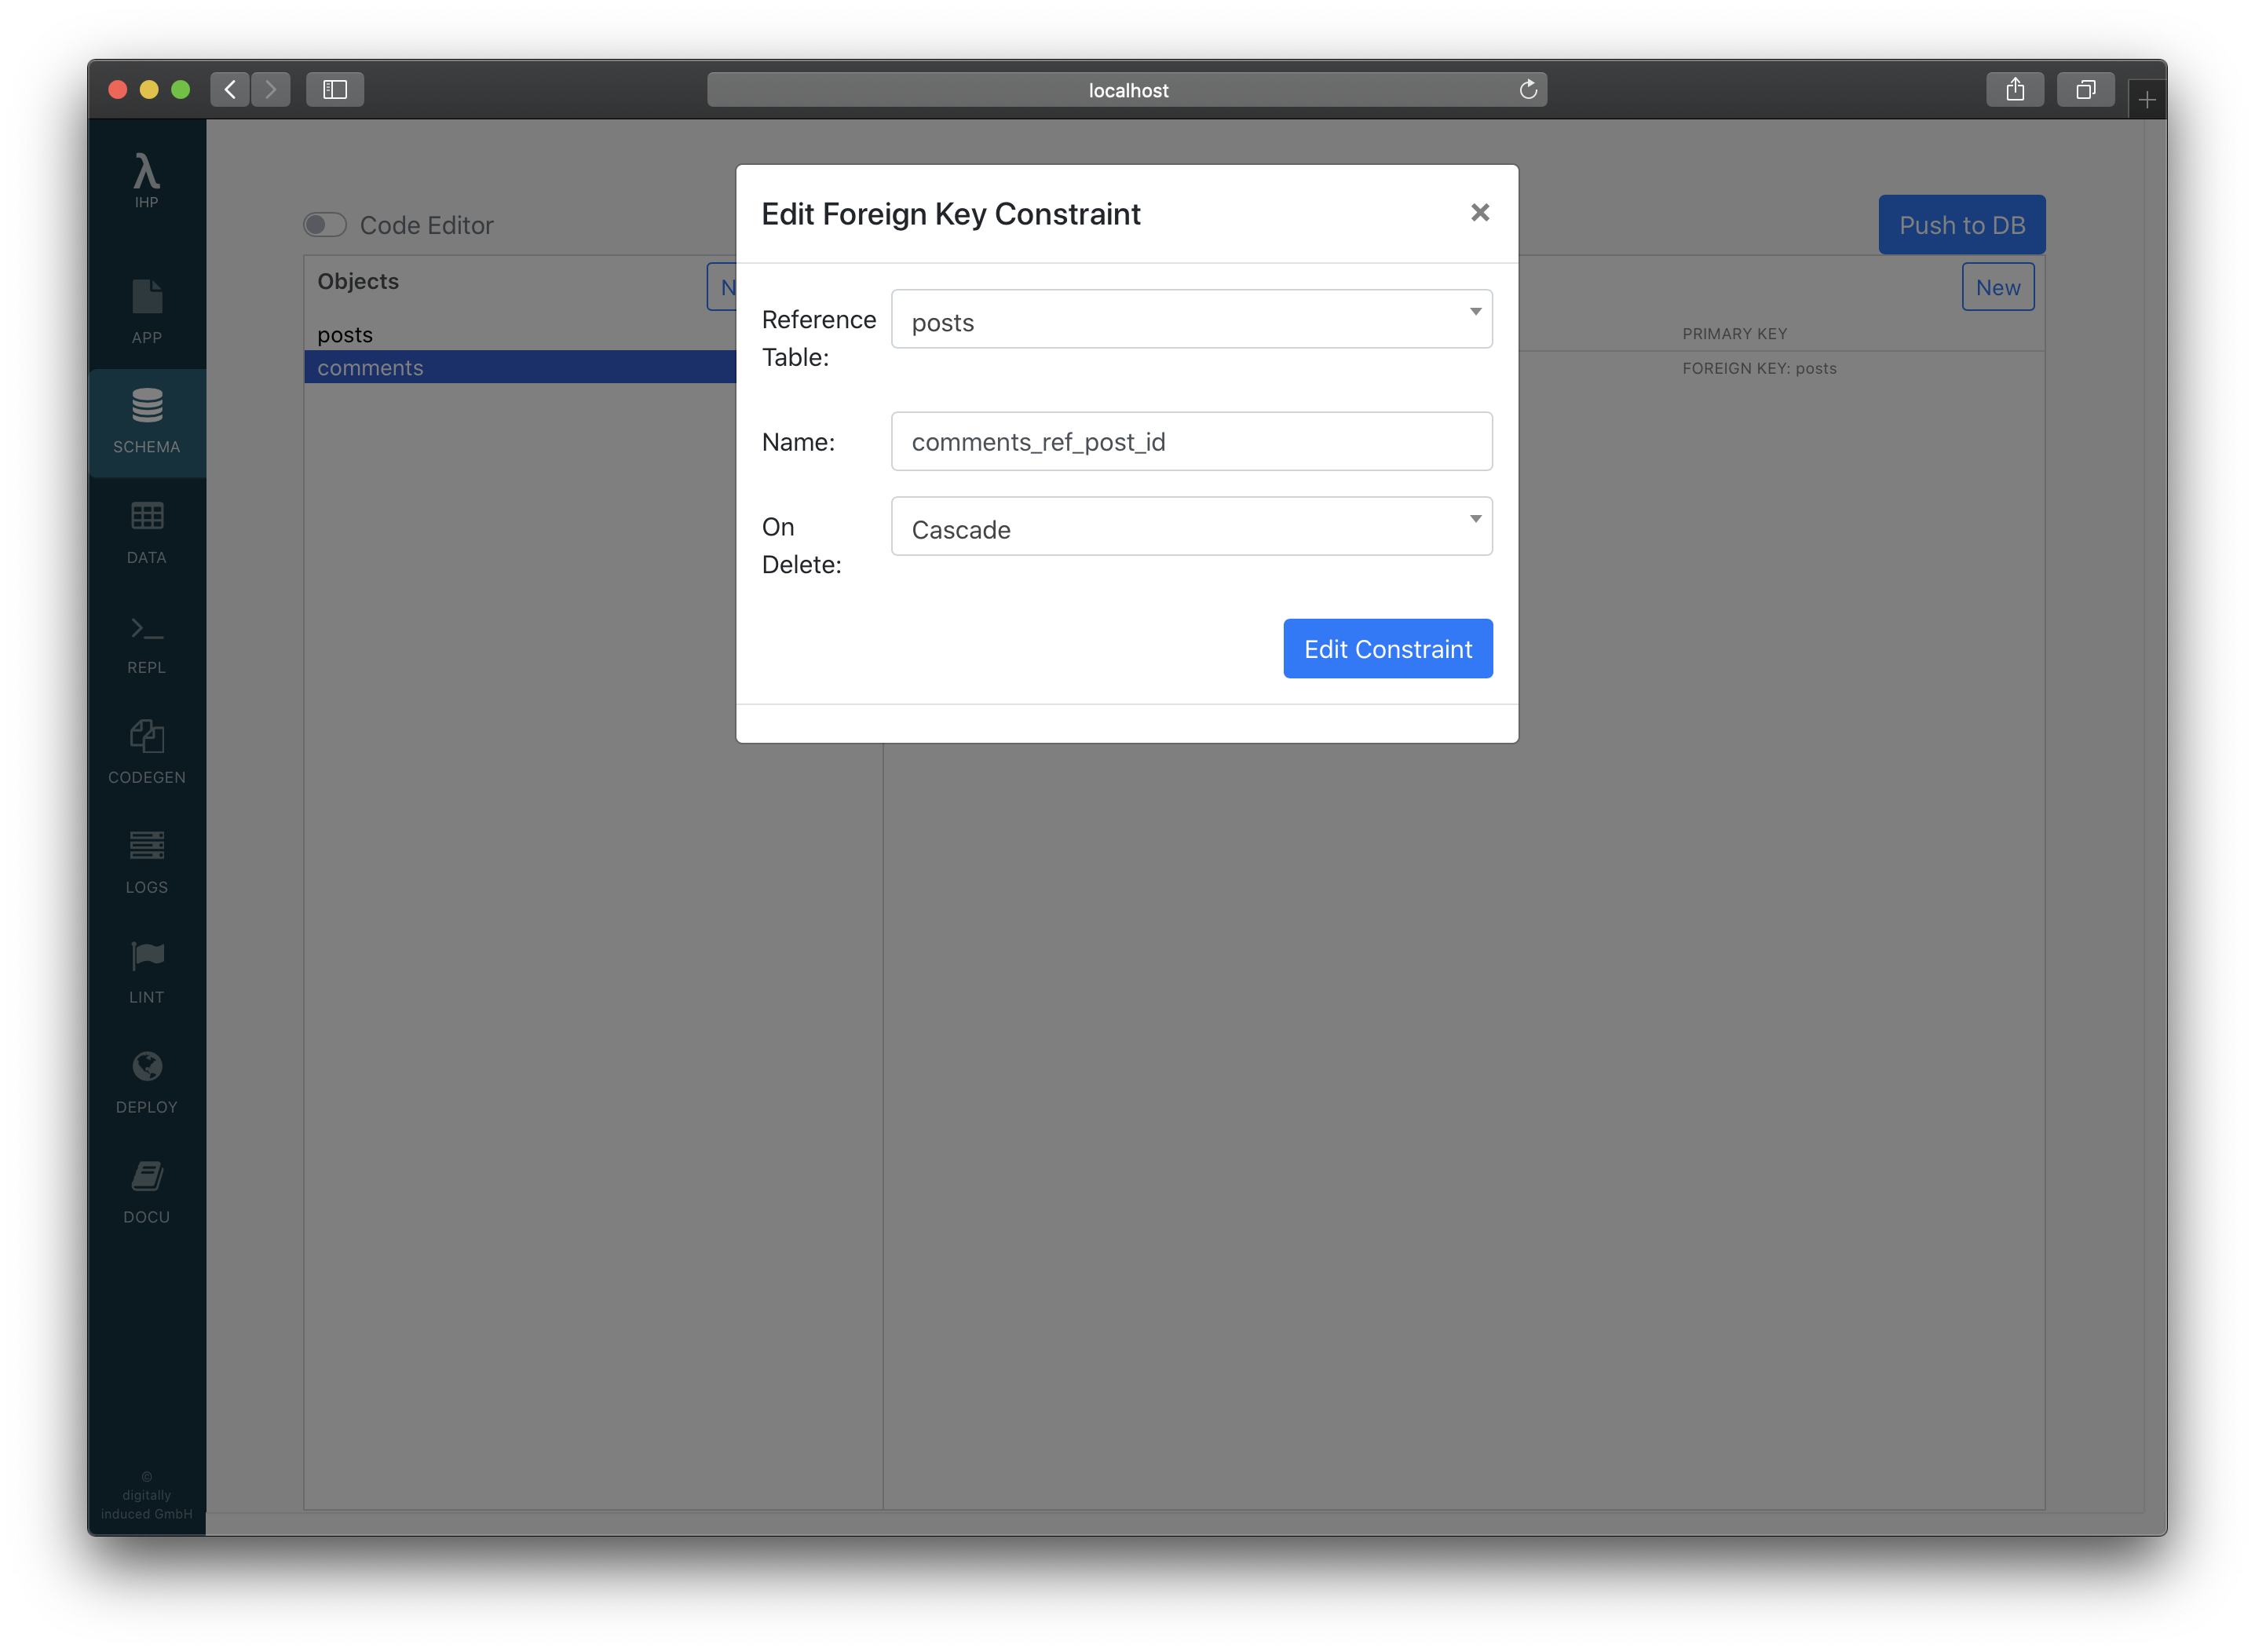 localhost
λ
IHP
APP
SCHEMA
DATA
REPL
CODEGEN
LOGS
LINT
DEPLOY
DOCU
©
digitally
induced GmbH
Code Editor
Push to DB
Objects
posts
comments
New
PRIMARY KEY
FOREIGN KEY: posts
Edit Foreign Key Constraint
Reference
Table:
posts
Name:
comments_ref_post_id
On
Delete:
Cascade
Edit Constraint